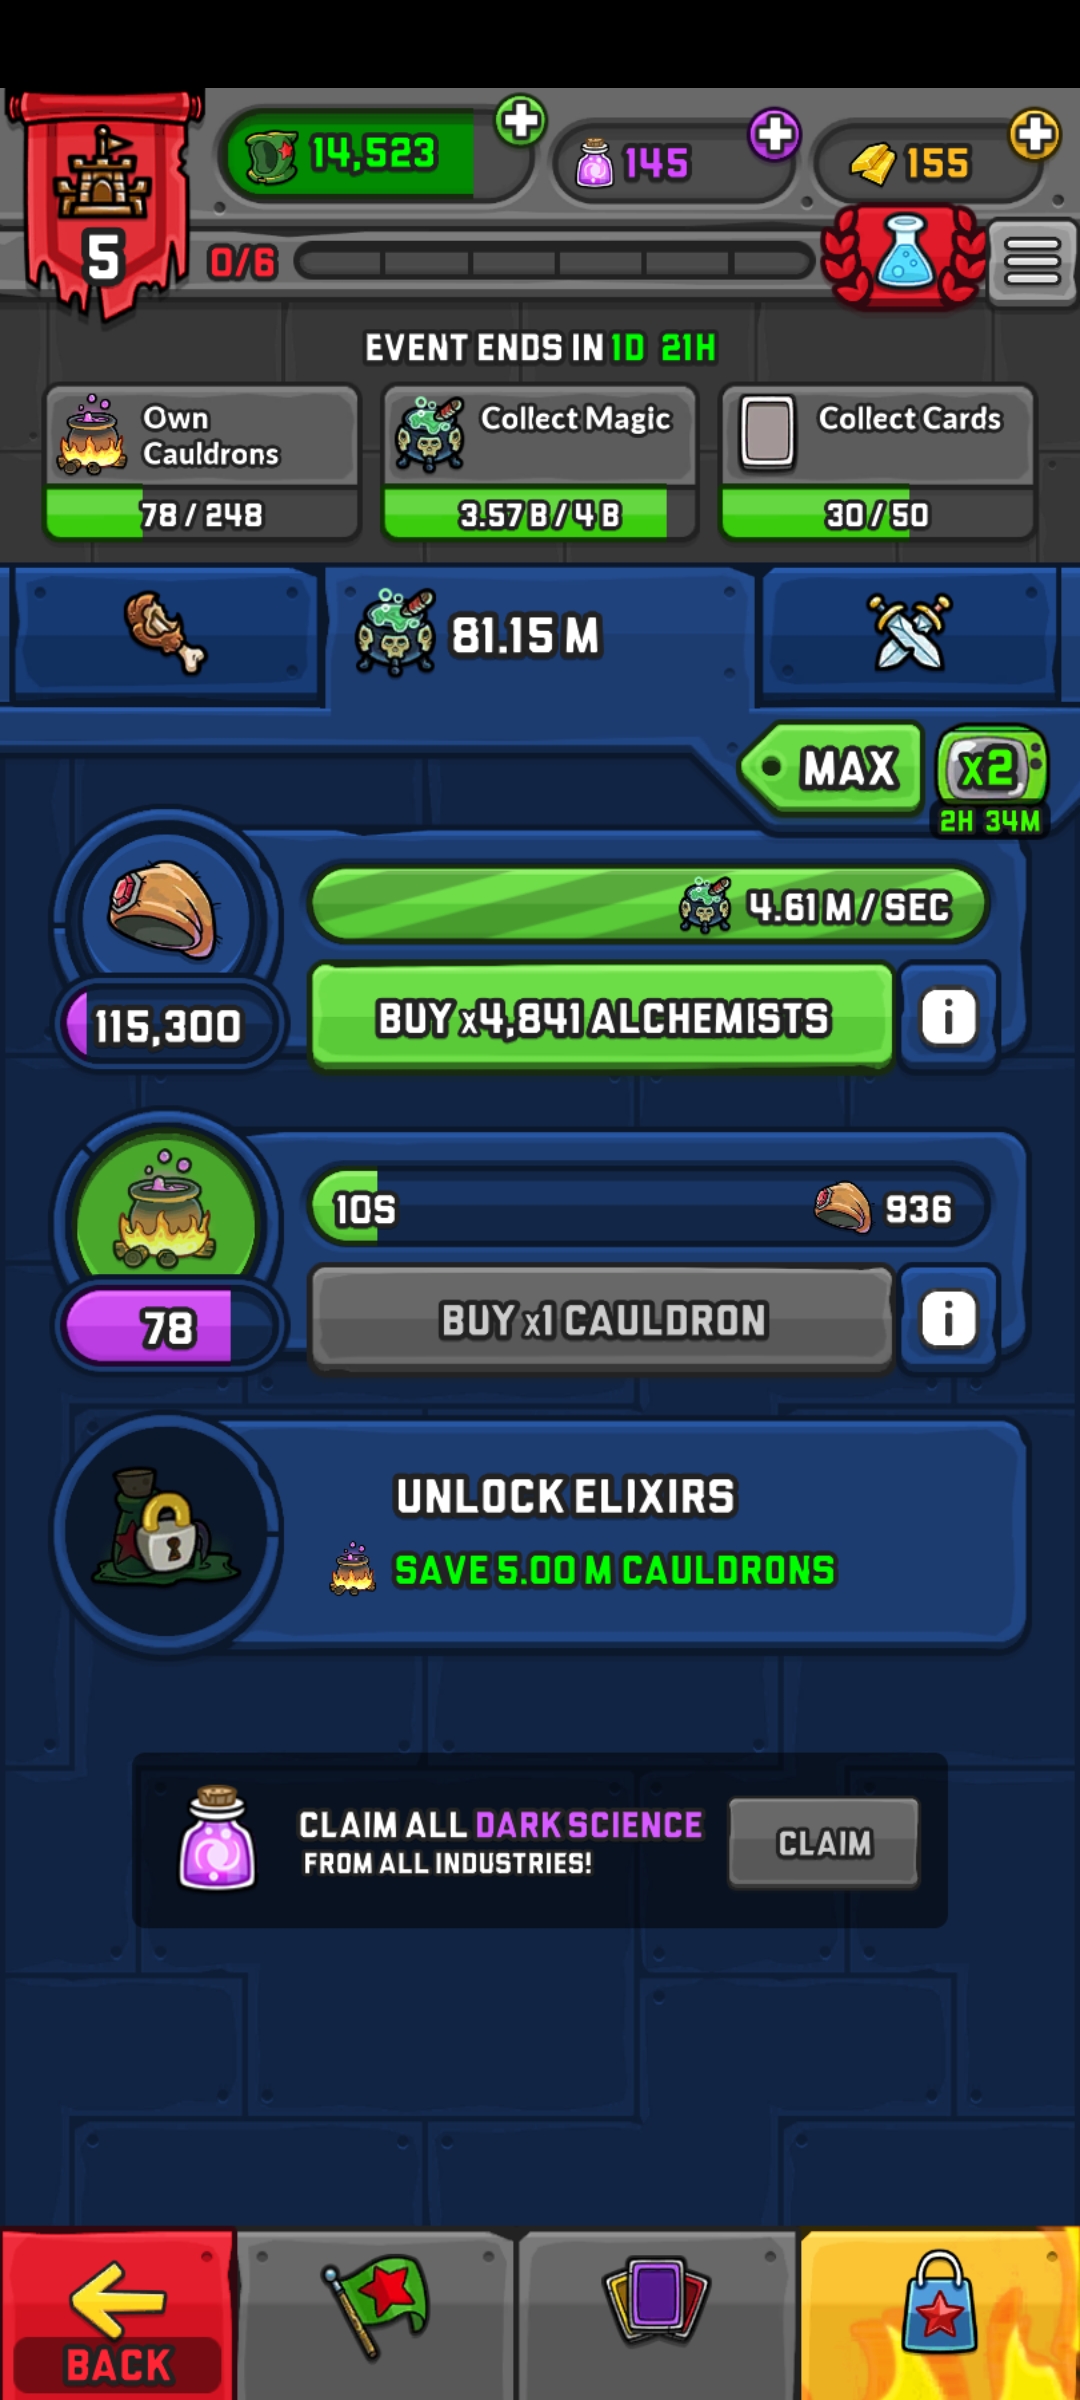 14,523
145
155
5
0/6
EVENT ENDS IN 1D 21H
Own
Cauldrons
78 / 248
Collect Magic
3.57 B / 4 B
Collect Cards
30 / 50
81.15 M
MAX
x2
2H 34M
4.61 M / SEC
115,300
BUY x4,841 ALCHEMISTS
i
10S
936
78
BUY x1 CAULDRON
i
UNLOCK ELIXIRS
SAVE 5.00 M CAULDRONS
CLAIM ALL DARK SCIENCE
FROM ALL INDUSTRIES!
CLAIM
BACK